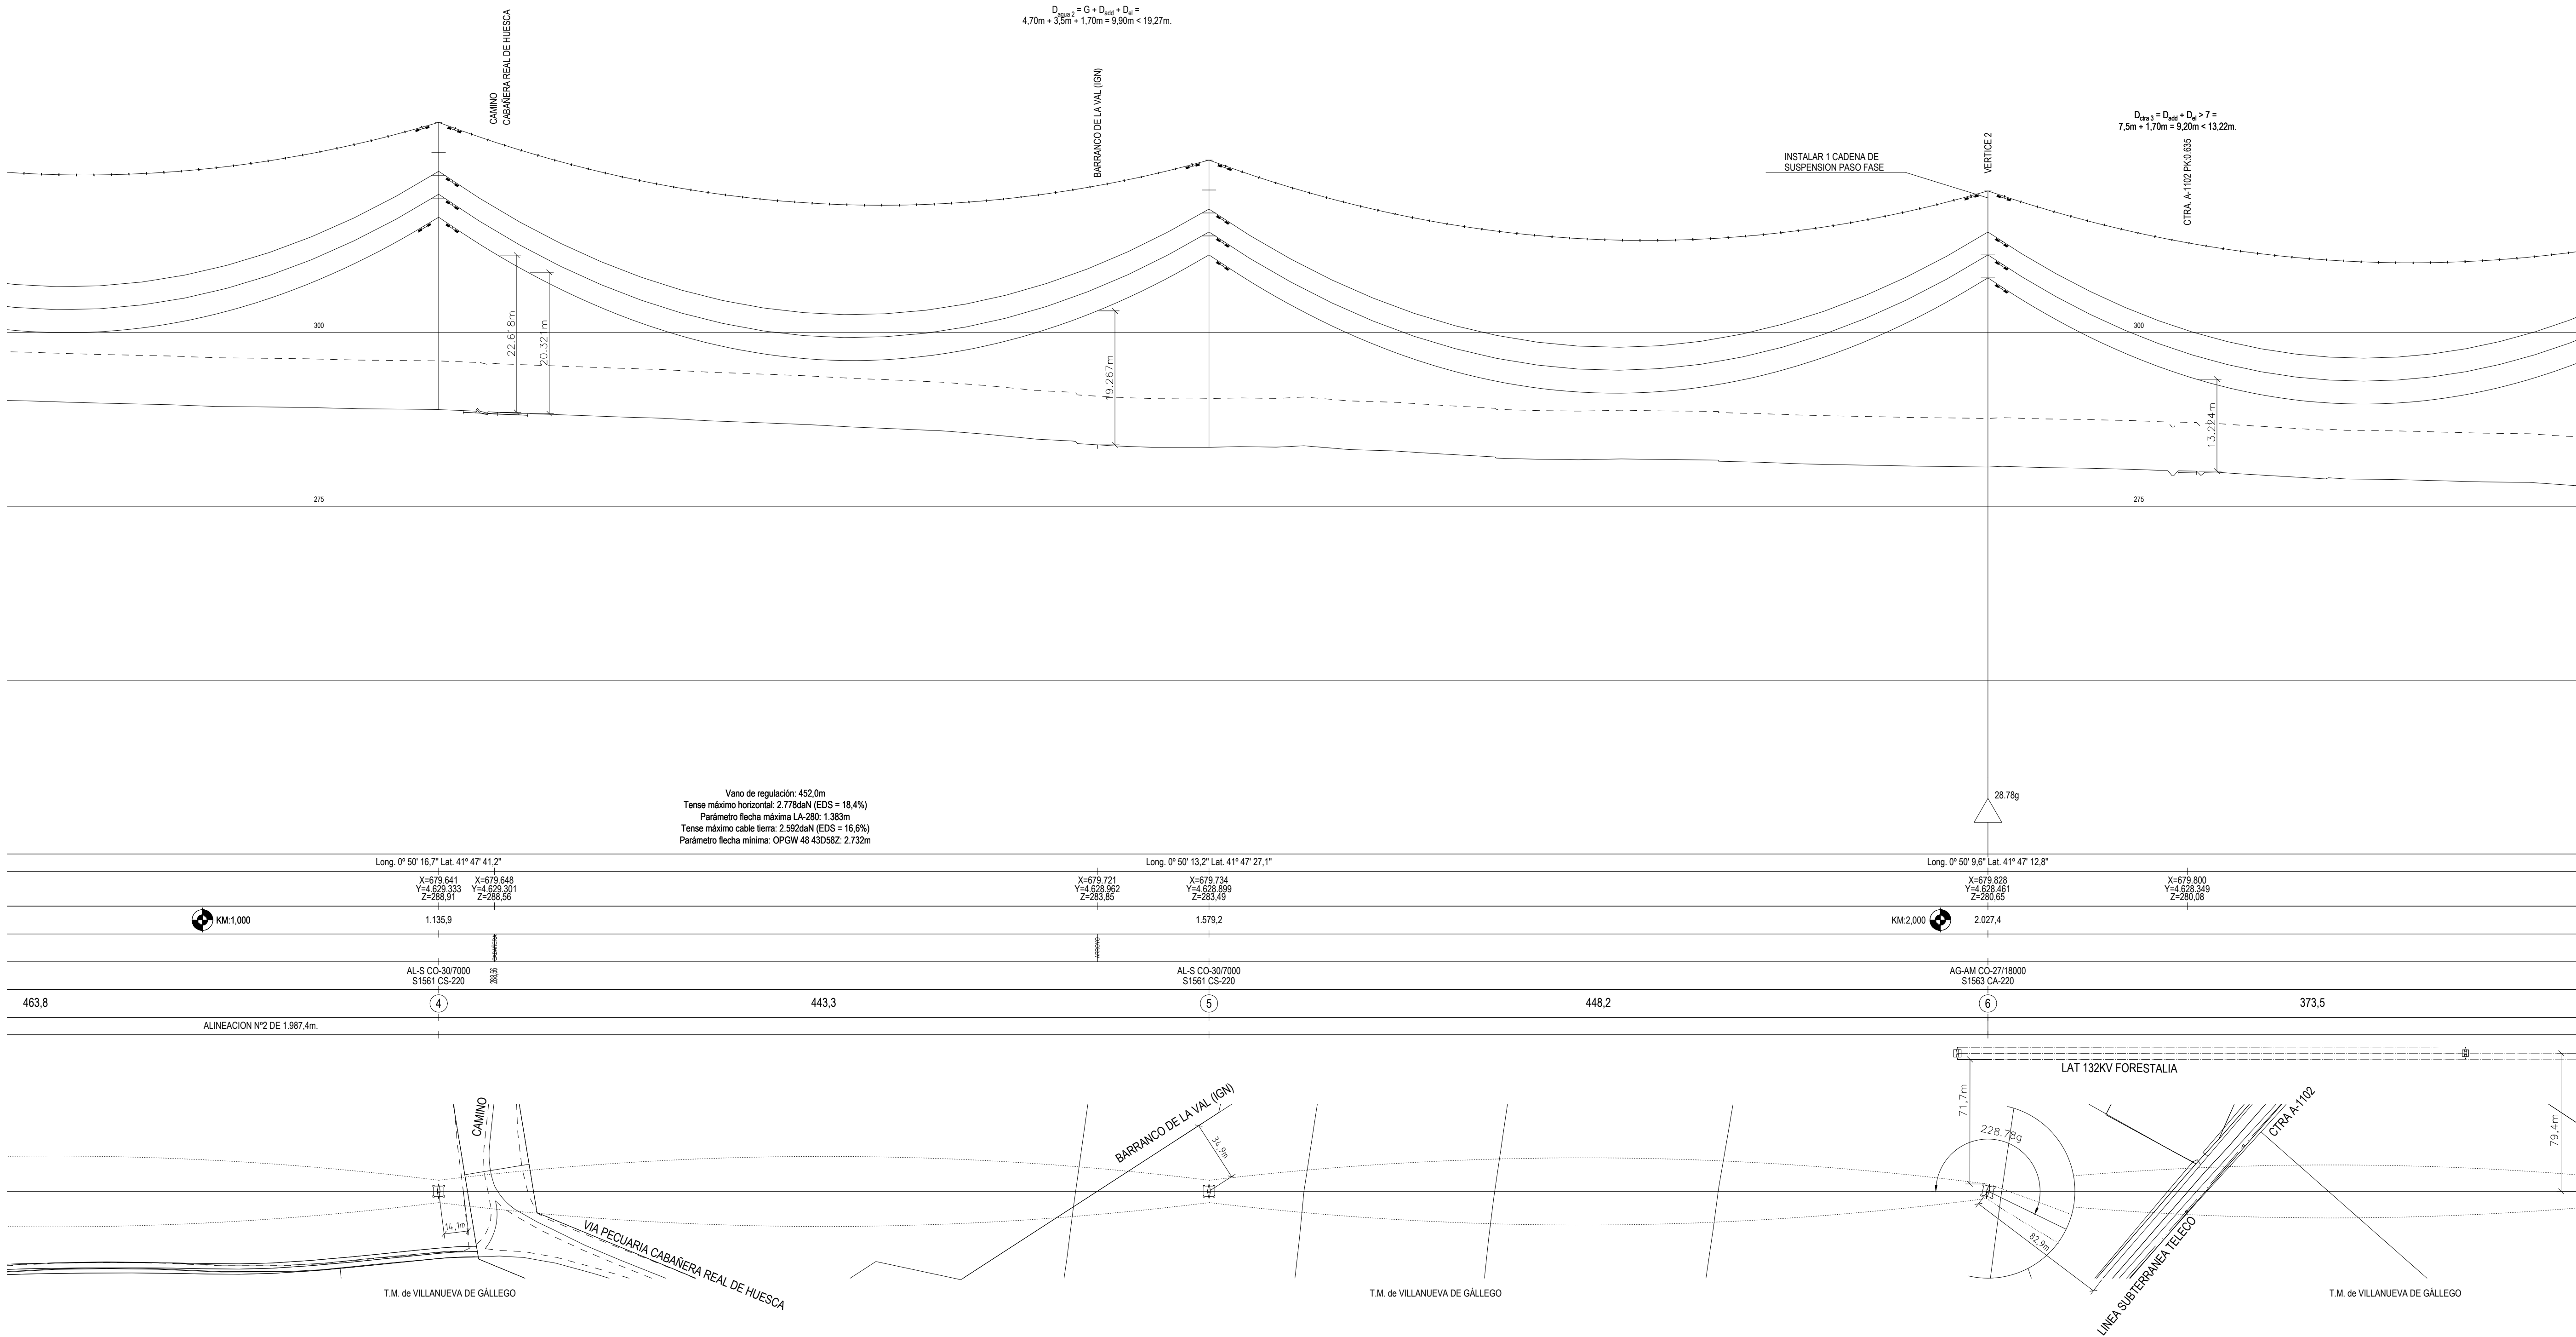 D agua 2 = G + D add + D el =
4,70m + 3,5m + 1,70m = 9,90m < 19,27m.
CAMINO
CABAÑERA REAL DE HUESCA
BARRANCO DE LA VAL (IGN)
INSTALAR 1 CADENA DE
SUSPENSION PASO FASE
VERTICE 2
D ctra 3 = D add + D el > 7 =
7,5m + 1,70m = 9,20m < 13,22m.
CTRA. A-1102 PK:0.635
22.618m
20.321m
19.267m
13.224m
300
300
275
275
Vano de regulación: 452,0m
Tense máximo horizontal: 2.778daN (EDS = 18,4%)
Parámetro flecha máxima LA-280: 1.383m
Tense máximo cable tierra: 2.592daN (EDS = 16,6%)
Parámetro flecha mínima: OPGW 48 43D58Z: 2.732m
28.78g
Long. 0º 50' 16,7" Lat. 41º 47' 41,2"
Long. 0º 50' 13,2" Lat. 41º 47' 27,1"
Long. 0º 50' 9,6" Lat. 41º 47' 12,8"
X=679.641
Y=4.629.333
Z=288,91
X=679.648
Y=4.629.301
Z=288,56
X=679.721
Y=4.628.962
Z=283,85
X=679.734
Y=4.628.899
Z=283,49
X=679.828
Y=4.628.461
Z=280,65
X=679.800
Y=4.628.349
Z=280,08
KM:1,000
1.135,9
1.579,2
KM:2,000
2.027,4
CABAÑERA
ARROYO
AL-S CO-30/7000
S1561 CS-220
288,56
AL-S CO-30/7000
S1561 CS-220
AG-AM CO-27/18000
S1563 CA-220
463,8
4
443,3
5
448,2
6
373,5
ALINEACION Nº2 DE 1.987,4m.
LAT 132KV FORESTALIA
CAMINO
BARRANCO DE LA VAL (IGN)
34,9m
71,7m
228.78g
CTRA A-1102
79,4m
14,1m
VIA PECUARIA CABAÑERA REAL DE HUESCA
82,9m
LINEA SUBTERRANEA TELECO
T.M. de VILLANUEVA DE GÁLLEGO
T.M. de VILLANUEVA DE GÁLLEGO
T.M. de VILLANUEVA DE GÁLLEGO